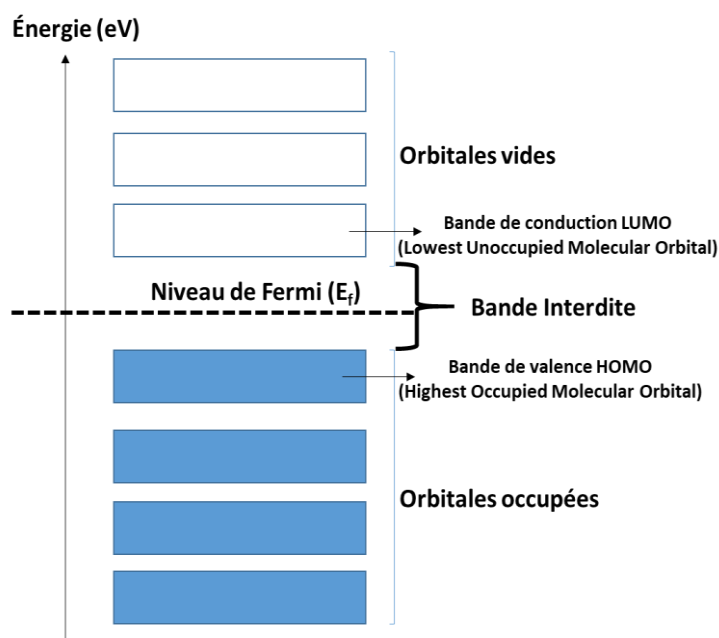 Énergie (eV)
Orbitales vides
Bande de conduction LUMO
(Lowest Unoccupied Molecular Orbital)
Niveau de Fermi (Ef)
Bande Interdite
Bande de valence HOMO
(Highest Occupied Molecular Orbital)
Orbitales occupées